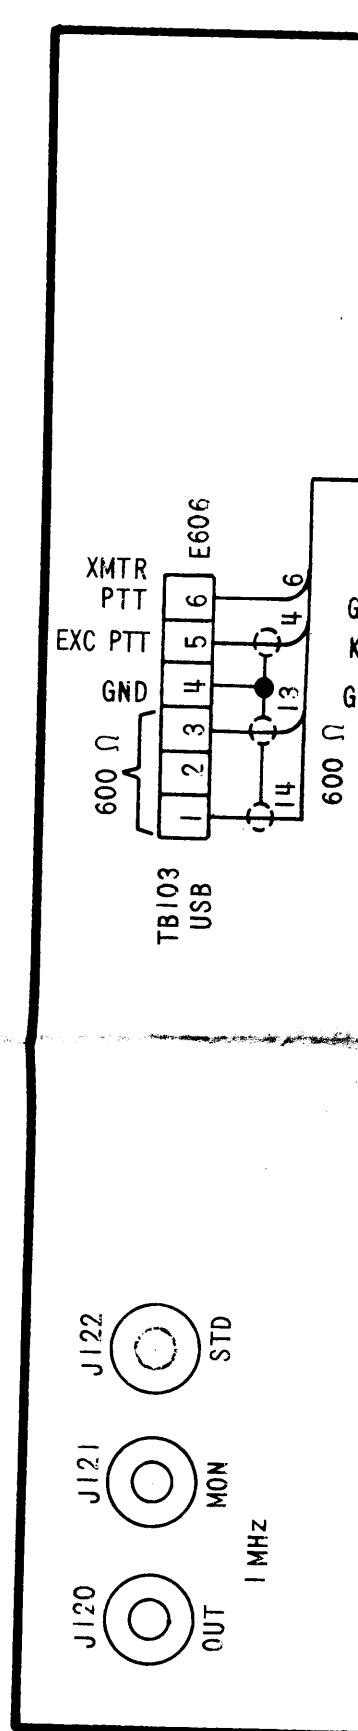 XMTR
PTT
EXC PTT
GND
600 Ω
E606
6
5
4
3
2
1
6
4
13
14
TB103
USB
G
K
G
600 Ω
J122
STD
J121
MON
J120
OUT
1 MHz